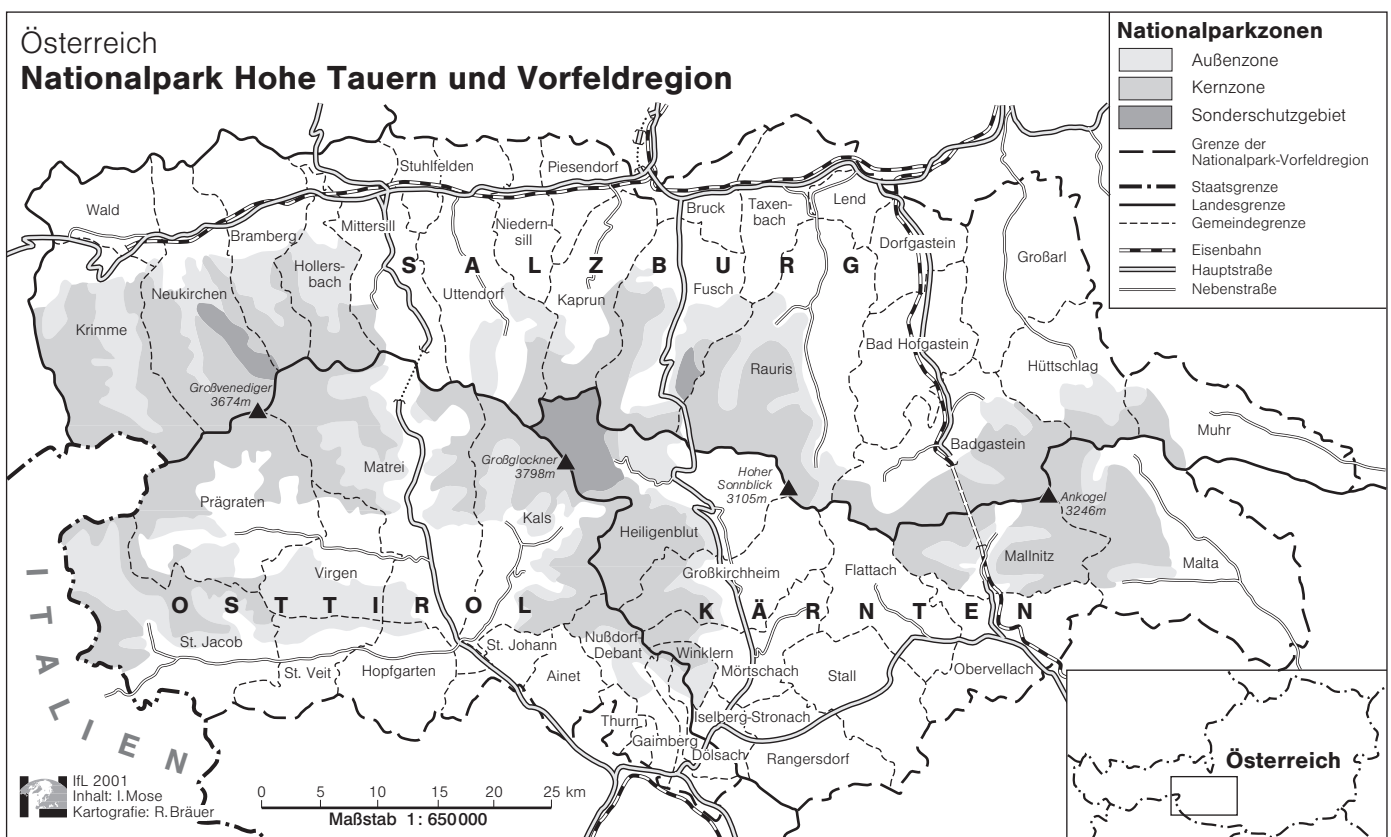 Österreich
Nationalpark Hohe Tauern und Vorfeldregion
Nationalparkzonen
Außenzone
Kernzone
Sonderschutzgebiet
Grenze der
Nationalpark-Vorfeldregion
Staatsgrenze
Landesgrenze
Gemeindegrenze
Eisenbahn
Hauptstraße
Nebenstraße
Stuhlfelden
Piesendorf
Wald
Bramberg
Mittersill
Niedern-
sill
Bruck
Taxen-
bach
Lend
Dorfgastein
Großarl
Hollers-
bach
SALZBURG
Neukirchen
Uttendorf
Kaprun
Fusch
Krimme
Bad Hofgastein
Rauris
Hüttschlag
Großvenediger
3674m
Muhr
Badgastein
Matrei
Großglockner
3798m
Hoher
Sonnblick
3105m
Ankogel
3246m
Prägraten
Kals
Heiligenblut
Mallnitz
Malta
Virgen
Großkirchheim
Flattach
OSTTIROL
KÄRNTEN
ITALIEN
St. Jacob
St. Veit
Hopfgarten
St. Johann
Ainet
Nußdorf-
Debant
Winklern
Mörtschach
Stall
Obervellach
Thurn
Gaimberg
Iselberg-Stronach
Dölsach
Rangersdorf
Österreich
IfL 2001
Inhalt: I.Mose
Kartografie: R.Bräuer
0 5 10 15 20 25 km
Maßstab 1: 650000